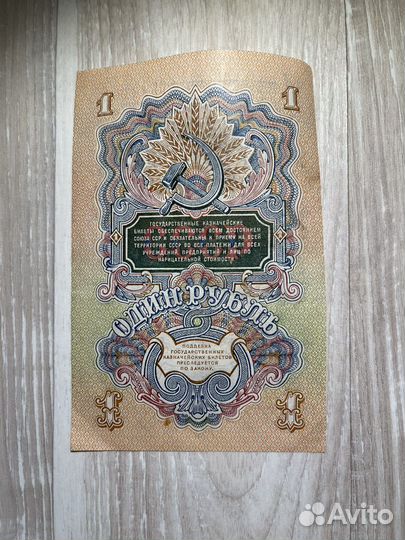 1 1
ГОСУДАРСТВЕННЫЕ КАЗНАЧЕЙСКИЕ
БИЛЕТЫ ОБЕСПЕЧИВАЮТСЯ ВСЕМ ДОСТОЯНИЕМ
СОЮЗА ССР И ОБЯЗАТЕЛЬНЫ К ПРИЕМУ НА ВСЕЙ
ТЕРРИТОРИИ СССР ВО ВСЕ ПЛАТЕЖИ ДЛЯ ВСЕХ
УЧРЕЖДЕНИЙ, ПРЕДПРИЯТИЙ И ЛИЦ ПО
НАРИЦАТЕЛЬНОЙ СТОИМОСТИ
ОДИН РУБЛЬ
ПОДДЕЛКА
ГОСУДАРСТВЕННЫХ
КАЗНАЧЕЙСКИХ БИЛЕТОВ
ПРЕСЛЕДУЕТСЯ
ПО ЗАКОНУ
1 1
Avito